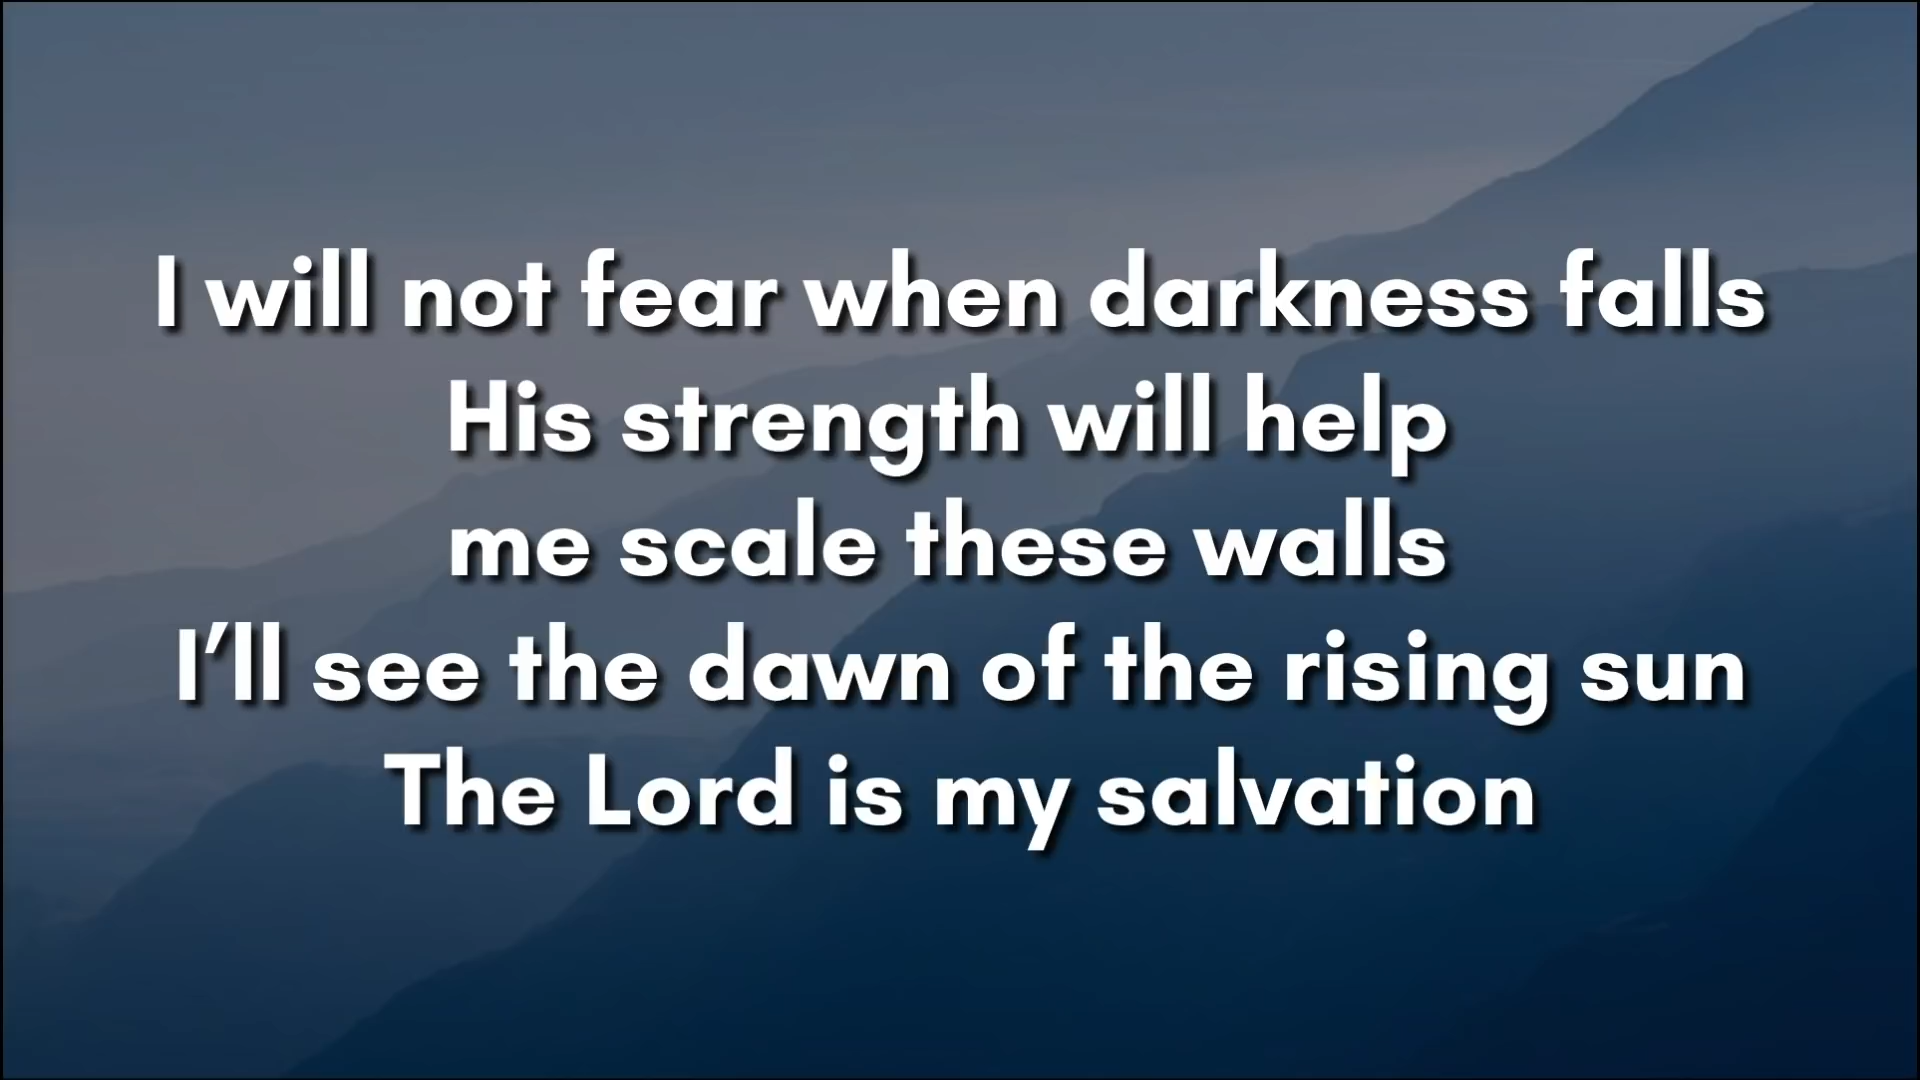 I will not fear when darkness falls
His strength will help
me scale these walls
I’ll see the dawn of the rising sun
The Lord is my salvation